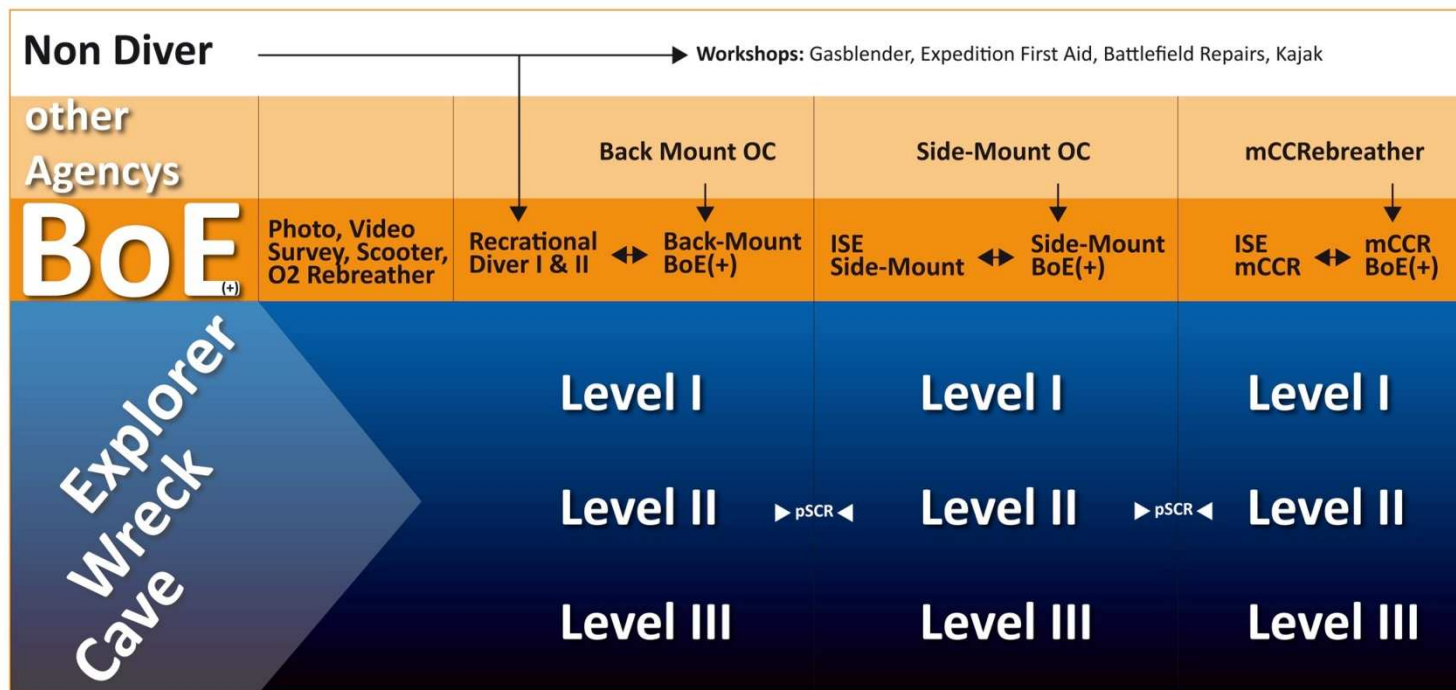 Non Diver
Workshops: Gasblender, Expedition First Aid, Battlefield Repairs, Kajak
other
Agencys
Back Mount OC
Side-Mount OC
mCCRebreather
BoE
(+)
Photo, Video
Survey, Scooter,
O2 Rebreather
Recrational
Diver I & II
Back-Mount
BoE(+)
ISE
Side-Mount
Side-Mount
BoE(+)
ISE
mCCR
mCCR
BoE(+)
Explorer
Wreck
Cave
Level I
Level I
Level I
Level II
pSCR
Level II
pSCR
Level II
Level III
Level III
Level III